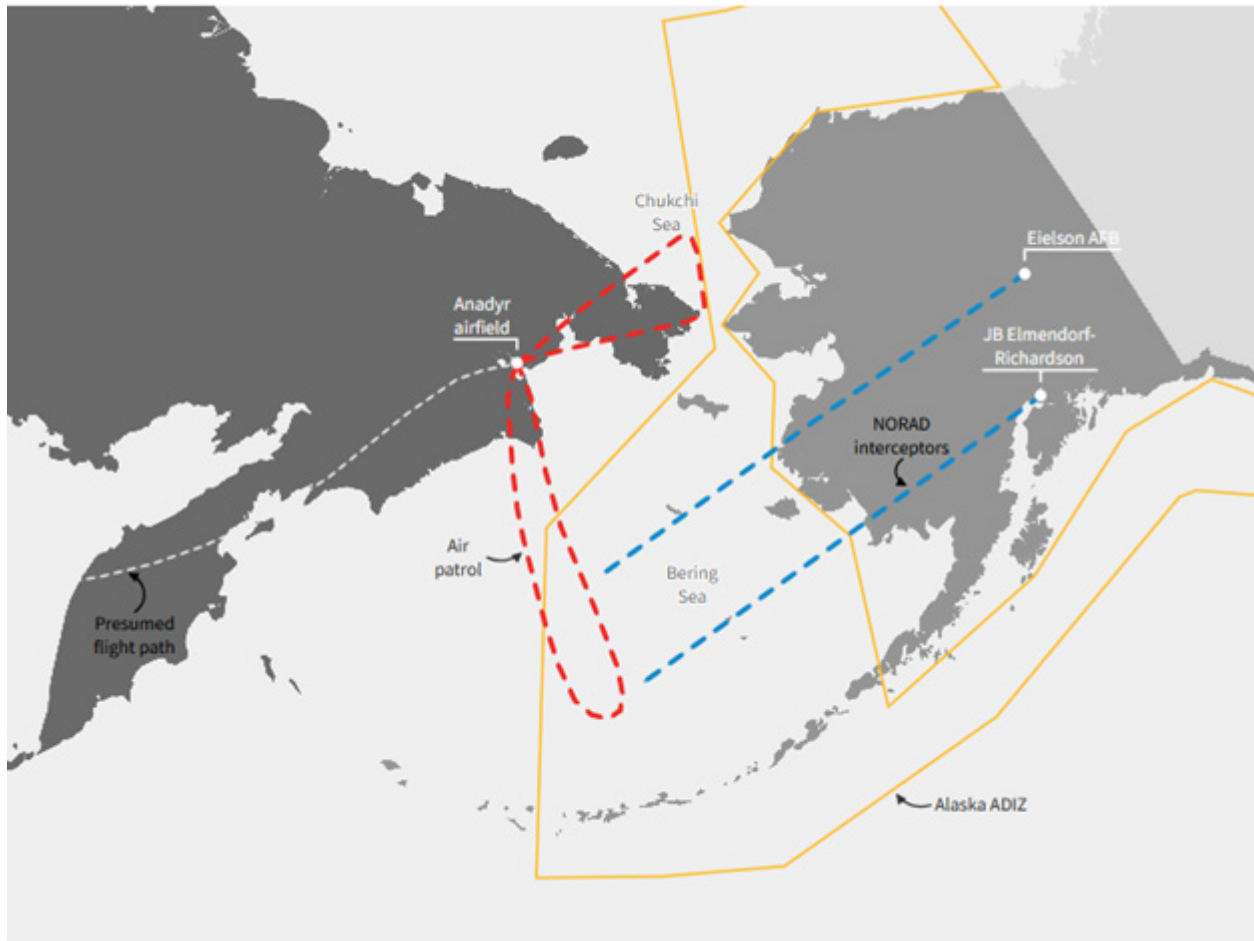 Chukchi
Sea
Eielson AFB
Anadyr
airfield
JB Elmendorf-
Richardson
NORAD
interceptors
Air
patrol
Bering
Sea
Presumed
flight path
Alaska ADIZ